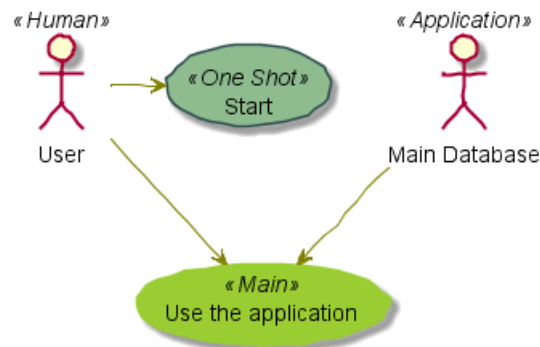 «Human»
User
«One Shot»
Start
«Application»
Main Database
«Main»
Use the application